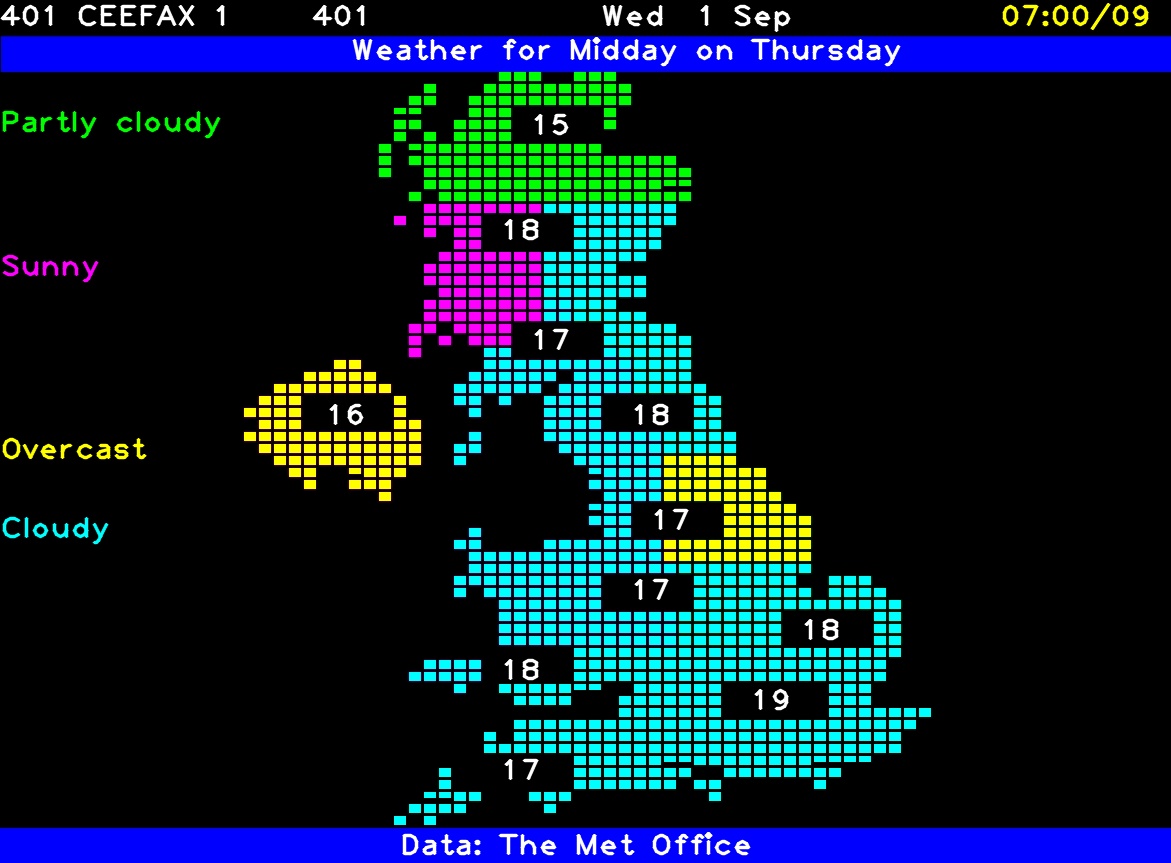 401 CEEFAX 1 401 Wed 1 Sep 07:00/09
Weather for Midday on Thursday
Partly cloudy 15
18
Sunny
17
16 18
Overcast
17
Cloudy
17
18
18
19
17
Data: The Met Office